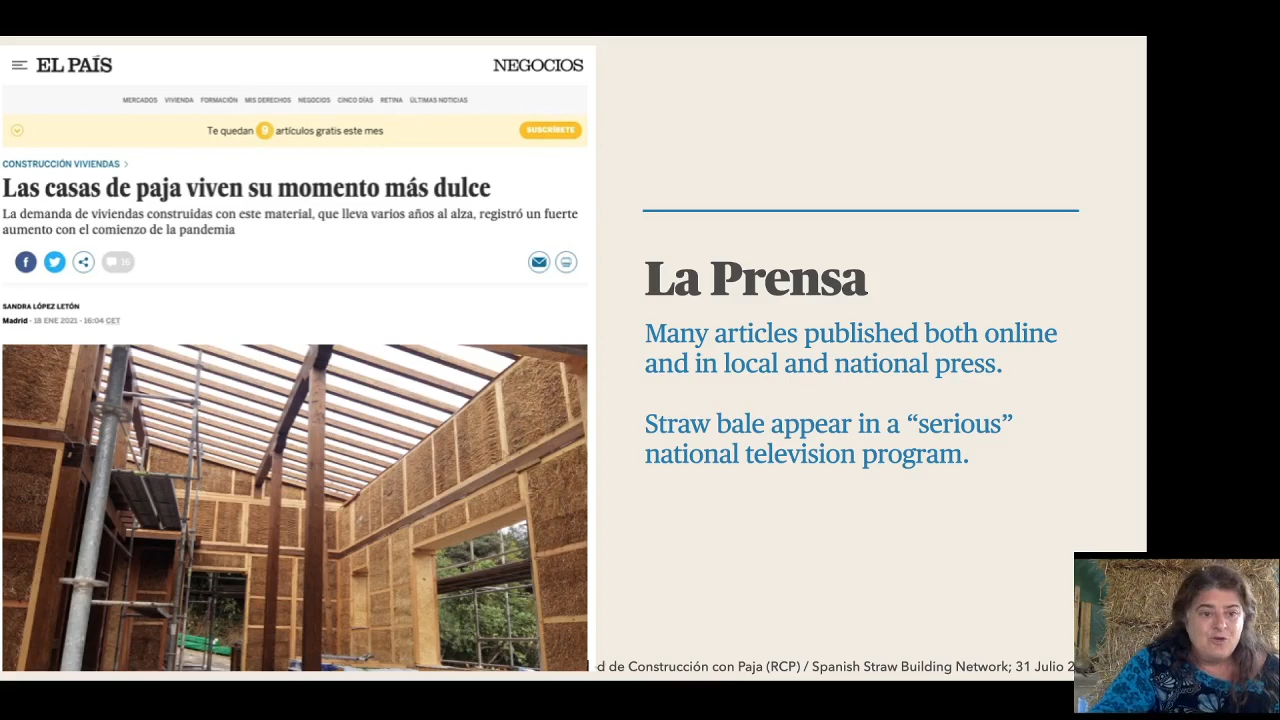 EL PAÍS
NEGOCIOS
MERCADOS VIVIENDA FORMACIÓN MIS DERECHOS NEGOCIOS CINCO DÍAS RETINA ÚLTIMAS NOTICIAS
Te quedan 9 artículos gratis este mes
SUSCRÍBETE
CONSTRUCCIÓN VIVIENDAS >
Las casas de paja viven su momento más dulce
La demanda de viviendas construidas con este material, que lleva varios años al alza, registró un fuerte
aumento con el comienzo de la pandemia
f
16
SANDRA LÓPEZ LETÓN
Madrid - 18 ENE 2021 - 16:04 CET
La Prensa
Many articles published both online
and in local and national press.
Straw bale appear in a “serious”
national television program.
de Construcción con Paja (RCP) / Spanish Straw Building Network; 31 Julio